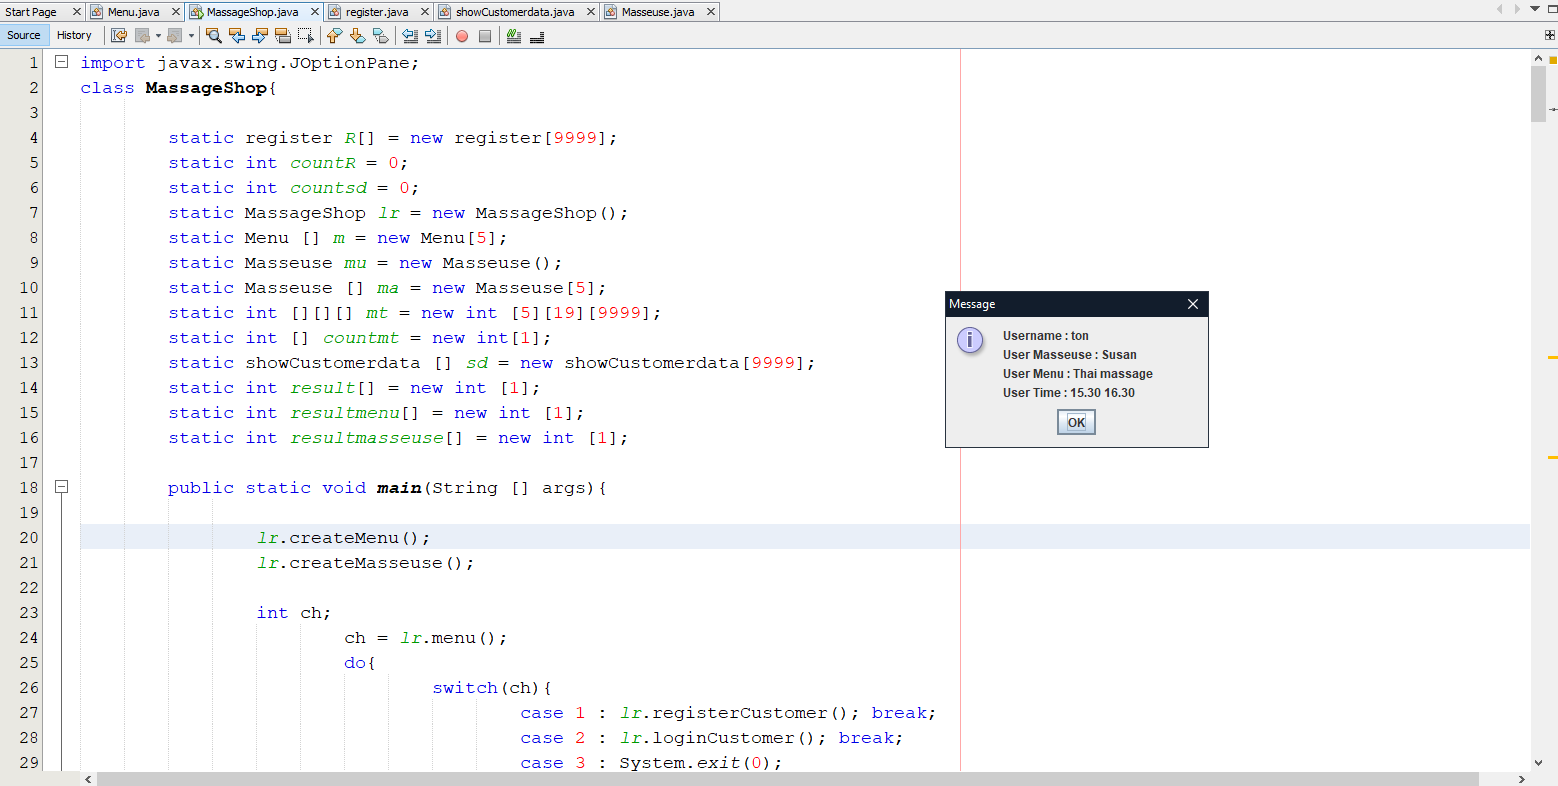 Start Page Menu.java MassageShop.java register.java showCustomerdata.java Masseuse.java
Source History
1 import javax.swing.JOptionPane;
2 class MassageShop{
3
4 static register R[] = new register[9999];
5 static int countR = 0;
6 static int countsd = 0;
7 static MassageShop lr = new MassageShop();
8 static Menu [] m = new Menu[5];
9 static Masseuse mu = new Masseuse();
10 static Masseuse [] ma = new Masseuse[5];
11 static int [][][] mt = new int [5][19][9999];
12 static int [] countmt = new int[1];
13 static showCustomerdata [] sd = new showCustomerdata[9999];
14 static int result[] = new int [1];
15 static int resultmenu[] = new int [1];
16 static int resultmasseuse[] = new int [1];
17
18 public static void main(String [] args){
19
20 lr.createMenu();
21 lr.createMasseuse();
22
23 int ch;
24 ch = lr.menu();
25 do{
26 switch(ch){
27 case 1 : lr.registerCustomer(); break;
28 case 2 : lr.loginCustomer(); break;
29 case 3 : System.exit(0);
Message
Username : ton
User Masseuse : Susan
User Menu : Thai massage
User Time : 15.30 16.30
OK